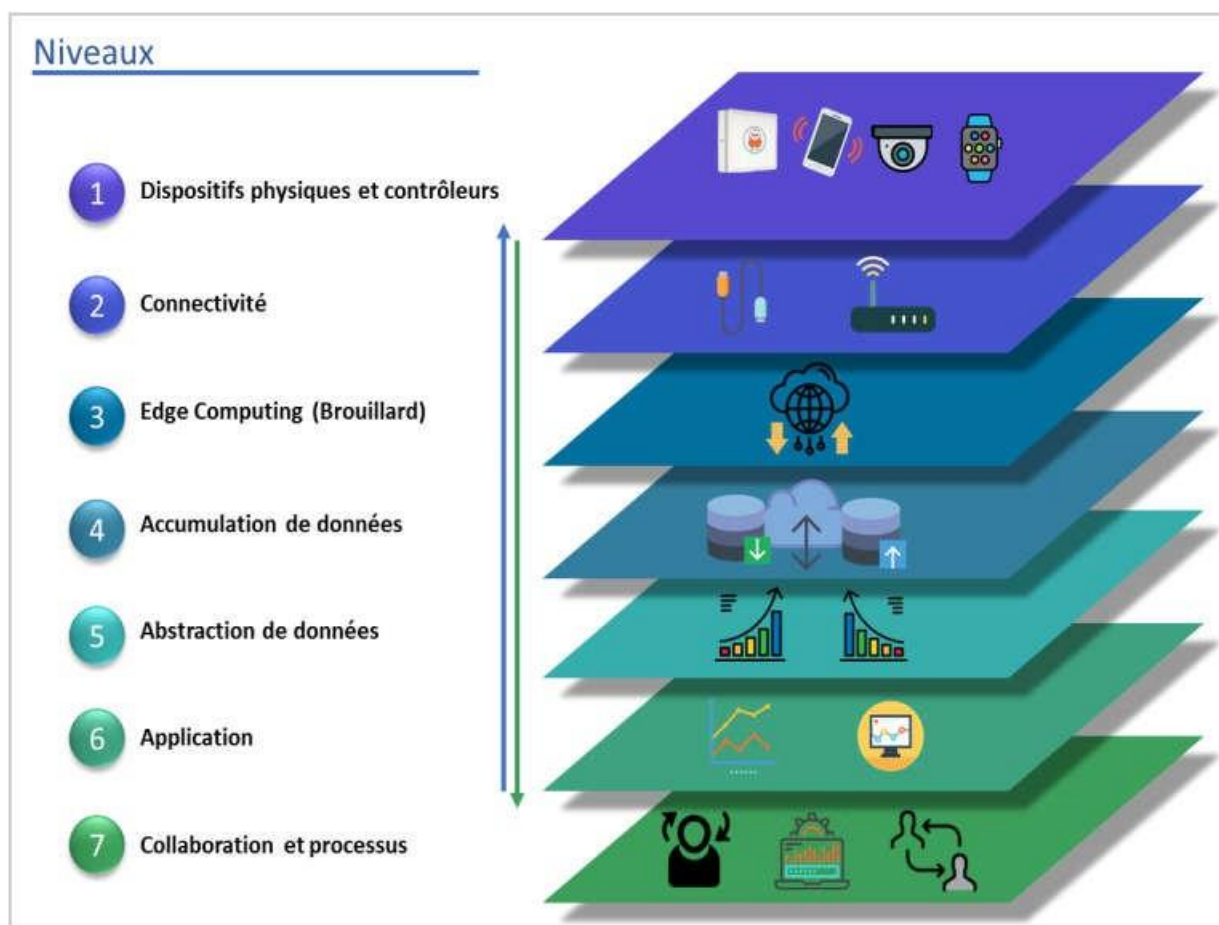 Niveaux
1 Dispositifs physiques et contrôleurs
2 Connectivité
3 Edge Computing (Brouillard)
4 Accumulation de données
5 Abstraction de données
6 Application
7 Collaboration et processus